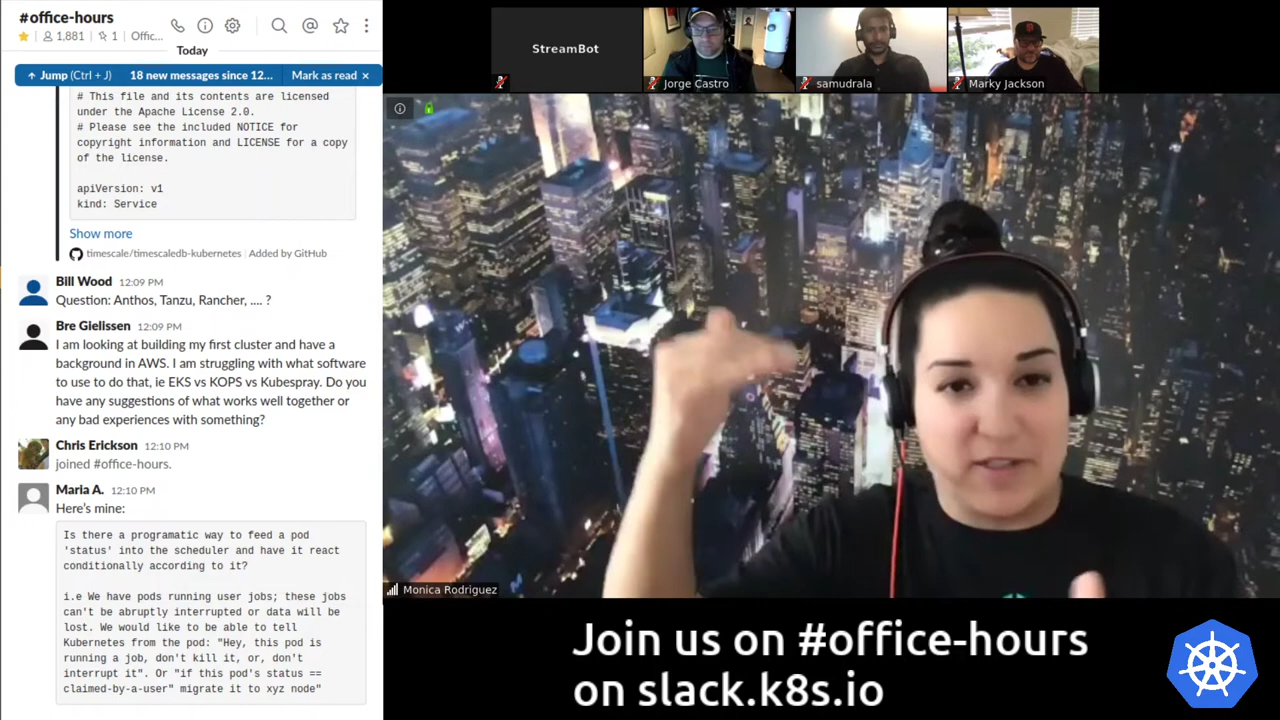 #office-hours
1,881
1
Offic...
Today
↑ Jump (Ctrl + J)
18 new messages since 12...
Mark as read ×
# This file and its contents are licensed
under the Apache License 2.0.
# Please see the included NOTICE for
copyright information and LICENSE for a copy
of the license.
apiVersion: v1
kind: Service
Show more
timescale/timescaledb-kubernetes | Added by GitHub
Bill Wood 12:09 PM
Question: Anthos, Tanzu, Rancher, .... ?
Bre Gielissen 12:09 PM
I am looking at building my first cluster and have a
background in AWS. I am struggling with what software
to use to do that, ie EKS vs KOPS vs Kubespray. Do you
have any suggestions of what works well together or
any bad experiences with something?
Chris Erickson 12:10 PM
joined #office-hours.
Maria A. 12:10 PM
Here's mine:
Is there a programatic way to feed a pod
'status' into the scheduler and have it react
conditionally according to it?
i.e We have pods running user jobs; these jobs
can't be abruptly interrupted or data will be
lost. We would like to be able to tell
Kubernetes from the pod: "Hey, this pod is
running a job, don't kill it, or, don't
interrupt it". Or "if this pod's status ==
claimed-by-a-user" migrate it to xyz node"
StreamBot
Jorge Castro
samudrala
Marky Jackson
Monica Rodriguez
Join us on #office-hours
on slack.k8s.io